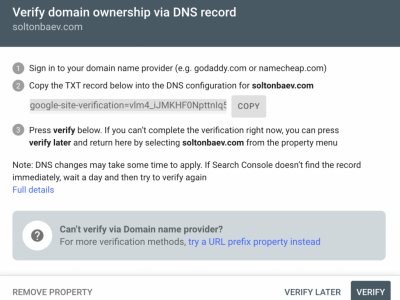 Verify domain ownership via DNS record
soltonbaev.com
1 Sign in to your domain name provider (e.g. godaddy.com or namecheap.com)
2 Copy the TXT record below into the DNS configuration for soltonbaev.com
google-site-verification=vlm4_iJMKHF0NpttnlqS COPY
3 Press verify below. If you can't complete the verification right now, you can press
verify later and return here by selecting soltonbaev.com from the property menu
Note: DNS changes may take some time to apply. If Search Console doesn't find the record
immediately, wait a day and then try to verify again
Full details
Can't verify via Domain name provider?
For more verification methods, try a URL prefix property instead
REMOVE PROPERTY VERIFY LATER VERIFY